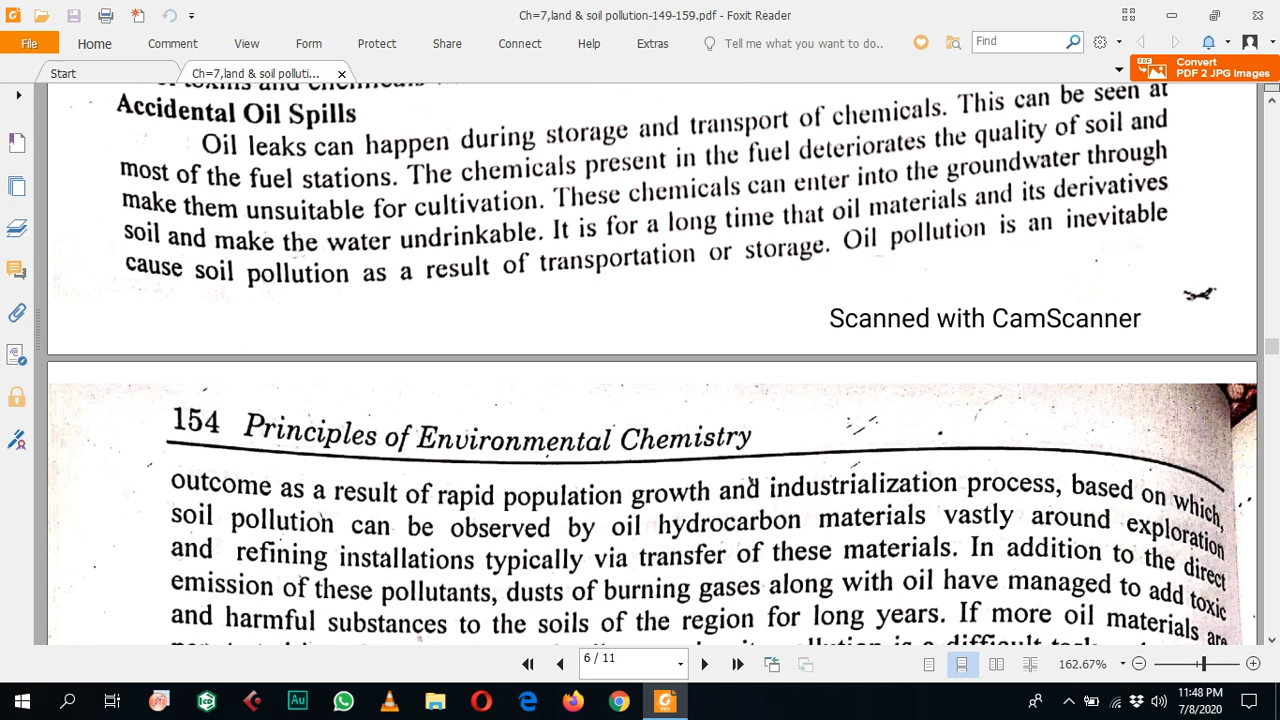 Ch=7,land & soil pollution-149-159.pdf - Foxit Reader
File Home Comment View Form Protect Share Connect Help Extras Tell me what you want to do.. Find
Convert
PDF 2 JPG Images
Start Ch=7,land & soil polluti...
of toxins and chemicals
Accidental Oil Spills
Oil leaks can happen during storage and transport of chemicals. This can be seen at
most of the fuel stations. The chemicals present in the fuel deteriorates the quality of soil and
make them unsuitable for cultivation. These chemicals can enter into the groundwater through
soil and make the water undrinkable. It is for a long time that oil materials and its derivatives
cause soil pollution as a result of transportation or storage. Oil pollution is an inevitable
Scanned with CamScanner
154 Principles of Environmental Chemistry
outcome as a result of rapid population growth and industrialization process, based on which,
soil pollution can be observed by oil hydrocarbon materials vastly around exploration
and refining installations typically via transfer of these materials. In addition to the direct
emission of these pollutants, dusts of burning gases along with oil have managed to add toxic
and harmful substances to the soils of the region for long years. If more oil materials are
pollution is a difficult task
6 / 11
162.67%
11:48 PM
7/8/2020